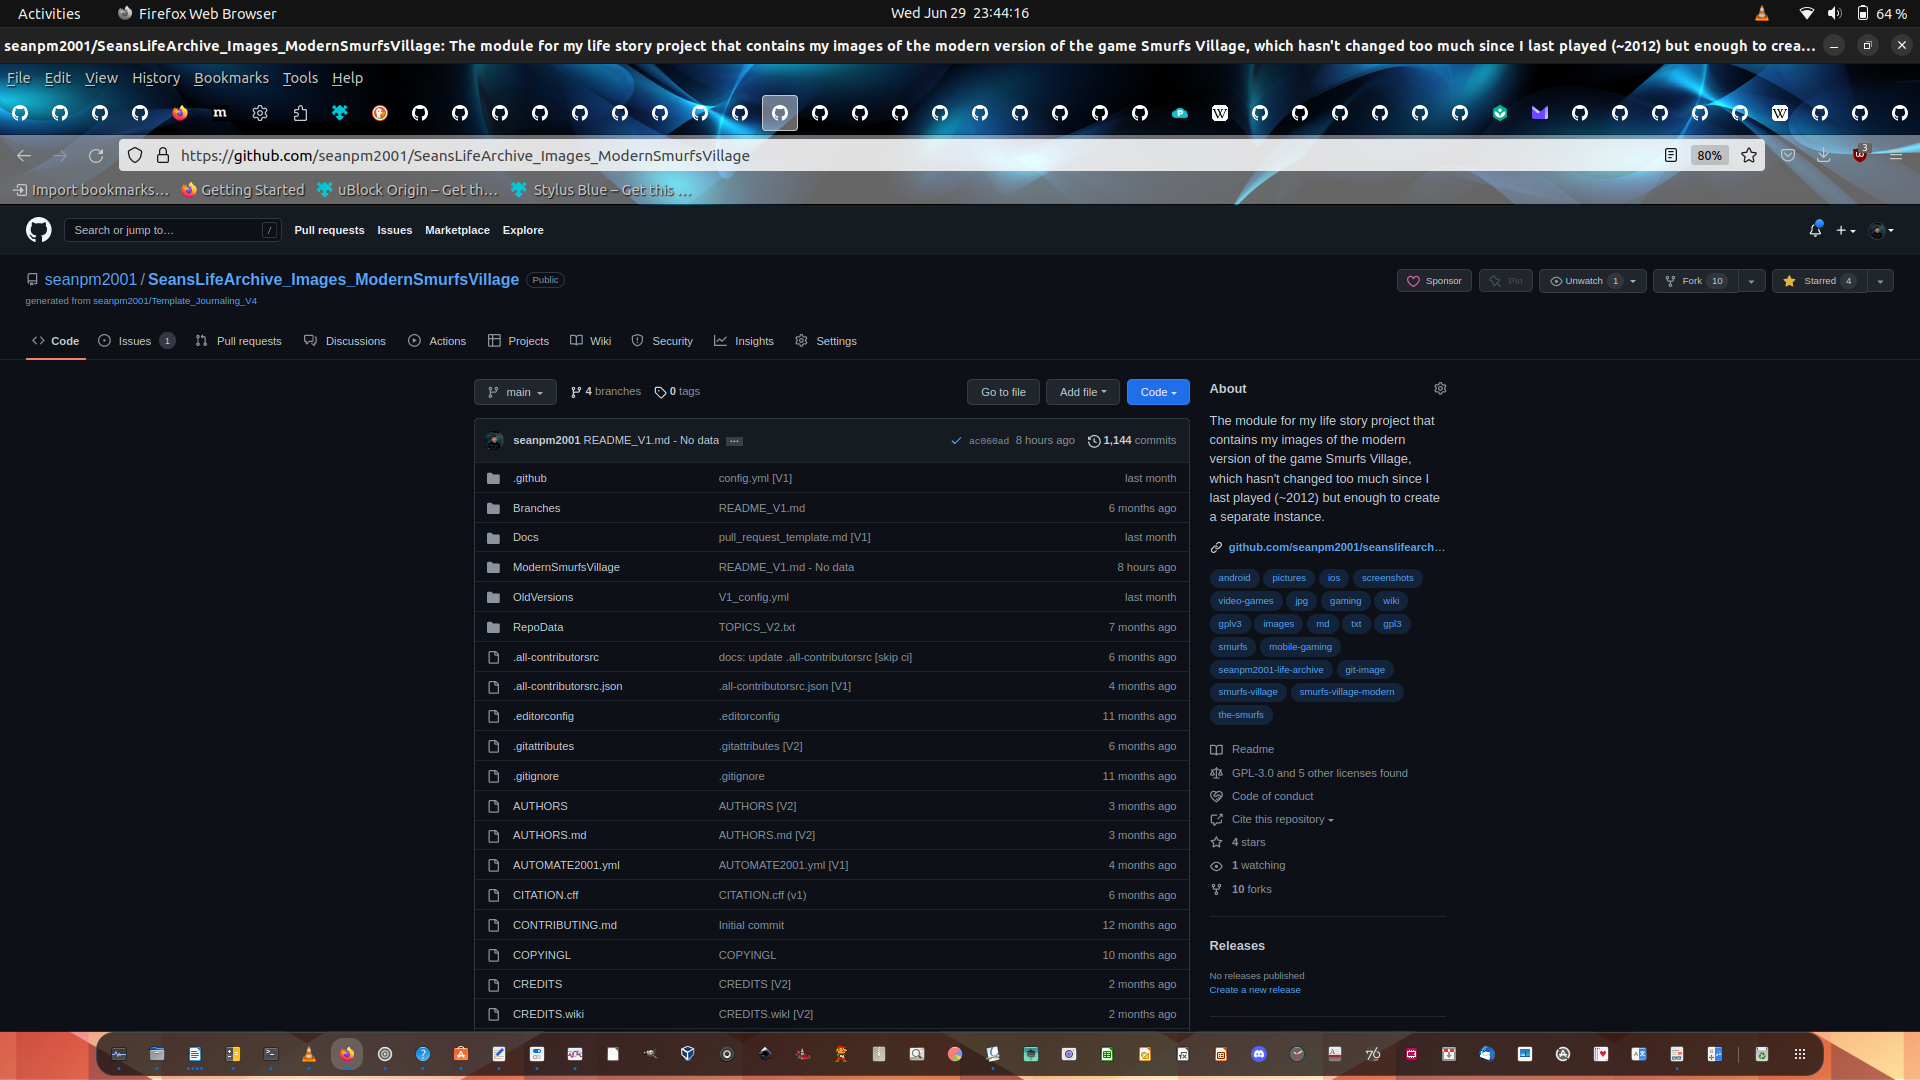 Activities
Firefox Web Browser
Wed Jun 29 23:44:16
64 %
seanpm2001/SeansLifeArchive_Images_ModernSmurfsVillage: The module for my life story project that contains my images of the modern version of the game Smurfs Village, which hasn't changed too much since I last played (~2012) but enough to crea…
File Edit View History Bookmarks Tools Help
https://github.com/seanpm2001/SeansLifeArchive_Images_ModernSmurfsVillage
80%
3
Import bookmarks…
Getting Started
uBlock Origin – Get th…
Stylus Blue – Get this …
Search or jump to…
/
Pull requests
Issues
Marketplace
Explore
seanpm2001 / SeansLifeArchive_Images_ModernSmurfsVillage
Public
generated from seanpm2001/Template_Journaling_V4
Sponsor
Pin
Unwatch 1
Fork 10
Starred 4
Code
Issues 1
Pull requests
Discussions
Actions
Projects
Wiki
Security
Insights
Settings
main
4 branches
0 tags
Go to file
Add file
Code
seanpm2001 README_V1.md - No data …
ac060ad 8 hours ago
1,144 commits
.github config.yml [V1] last month
Branches README_V1.md 6 months ago
Docs pull_request_template.md [V1] last month
ModernSmurfsVillage README_V1.md - No data 8 hours ago
OldVersions V1_config.yml last month
RepoData TOPICS_V2.txt 7 months ago
.all-contributorsrc docs: update .all-contributorsrc [skip ci] 6 months ago
.all-contributorsrc.json .all-contributorsrc.json [V1] 4 months ago
.editorconfig .editorconfig 11 months ago
.gitattributes .gitattributes [V2] 6 months ago
.gitignore .gitignore 11 months ago
AUTHORS AUTHORS [V2] 3 months ago
AUTHORS.md AUTHORS.md [V2] 3 months ago
AUTOMATE2001.yml AUTOMATE2001.yml [V1] 4 months ago
CITATION.cff CITATION.cff (v1) 6 months ago
CONTRIBUTING.md Initial commit 12 months ago
COPYINGL COPYINGL 10 months ago
CREDITS CREDITS [V2] 2 months ago
CREDITS.wiki CREDITS.wikI [V2] 2 months ago
About
The module for my life story project that
contains my images of the modern
version of the game Smurfs Village,
which hasn't changed too much since I
last played (~2012) but enough to create
a separate instance.
github.com/seanpm2001/seanslifearch…
android pictures ios screenshots
video-games jpg gaming wiki
gplv3 images md txt gpl3
smurfs mobile-gaming
seanpm2001-life-archive git-image
smurfs-village smurfs-village-modern
the-smurfs
Readme
GPL-3.0 and 5 other licenses found
Code of conduct
Cite this repository
4 stars
1 watching
10 forks
Releases
No releases published
Create a new release